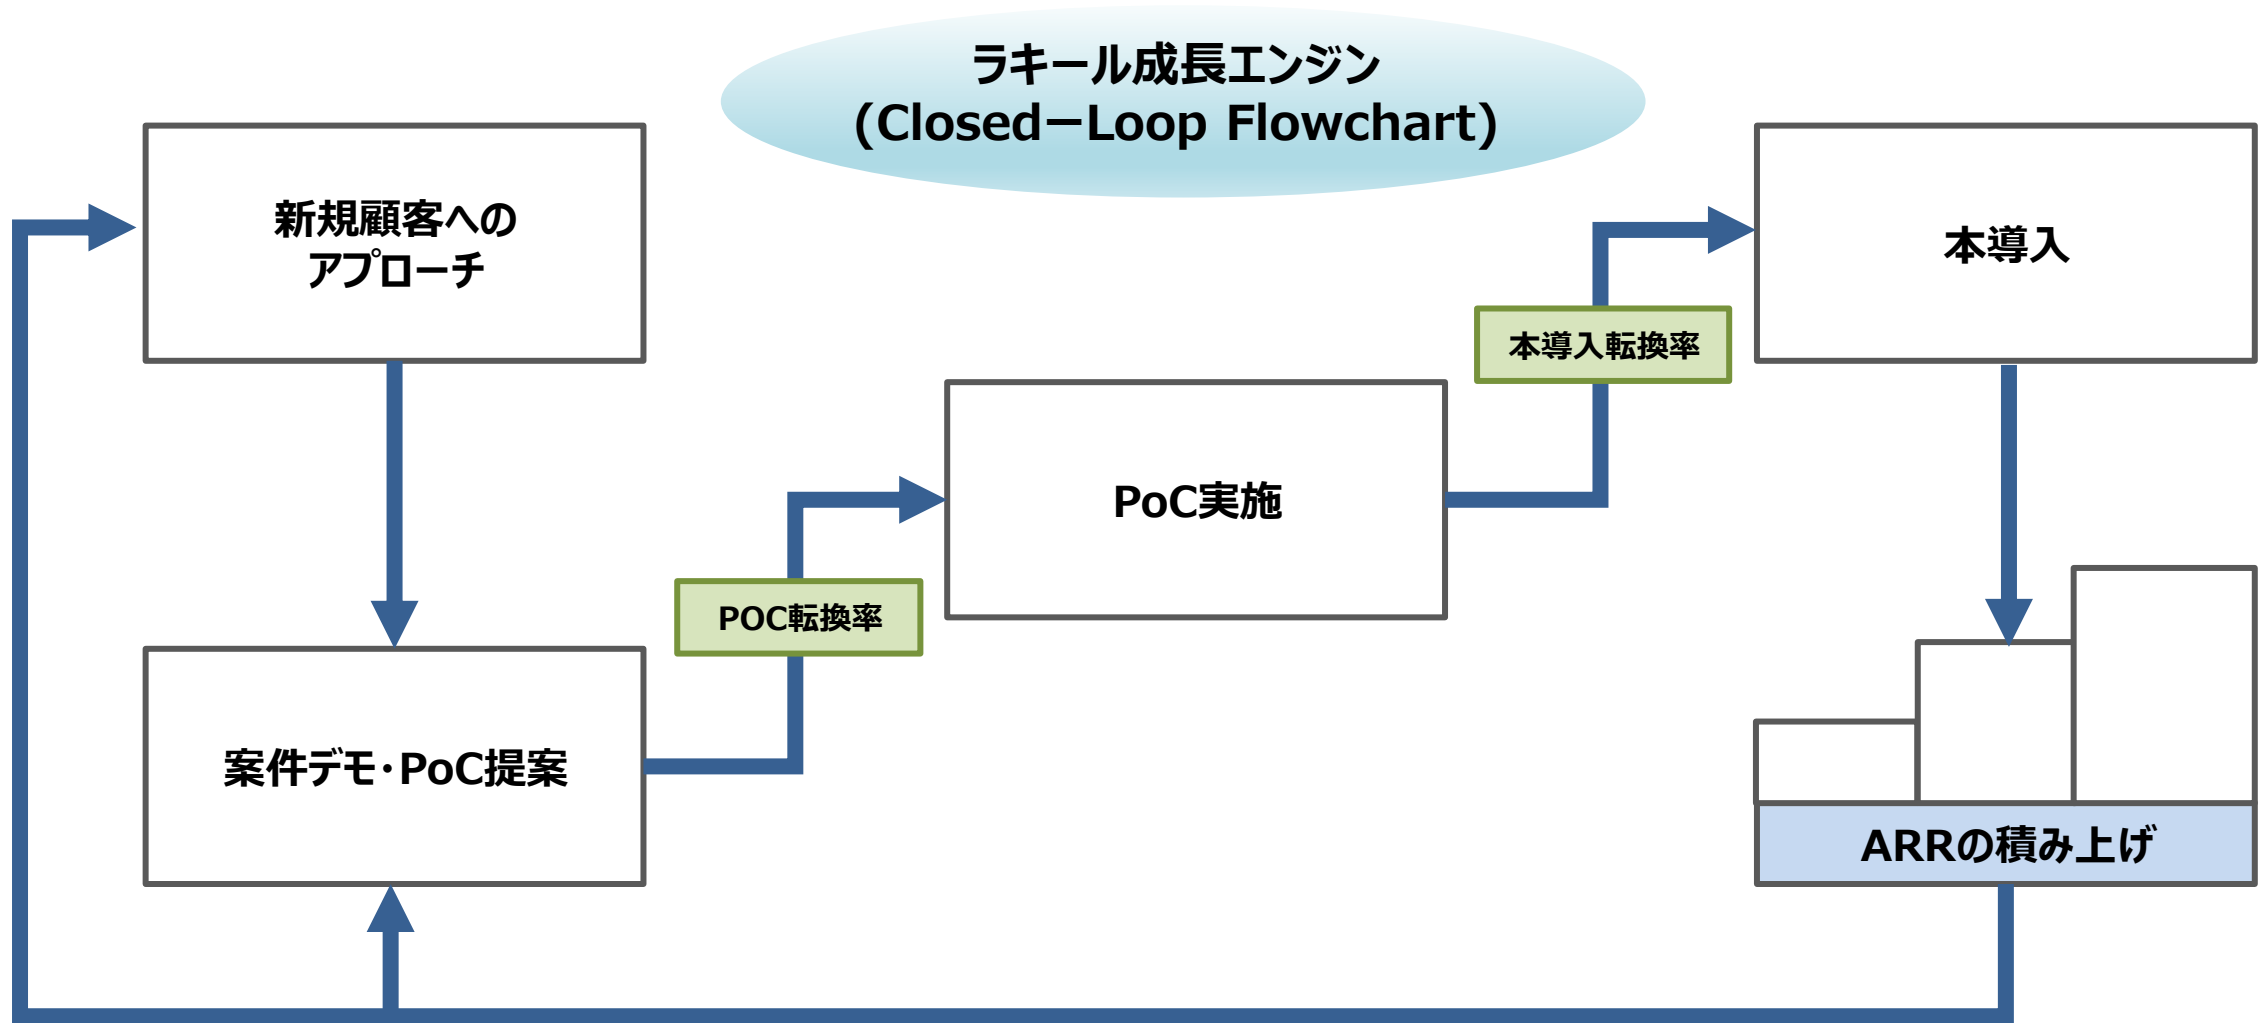 ラキール成長エンジン
(Closed－Loop Flowchart)
新規顧客への
アプローチ
本導入
本導入転換率
PoC実施
POC転換率
案件デモ・PoC提案
ARRの積み上げ